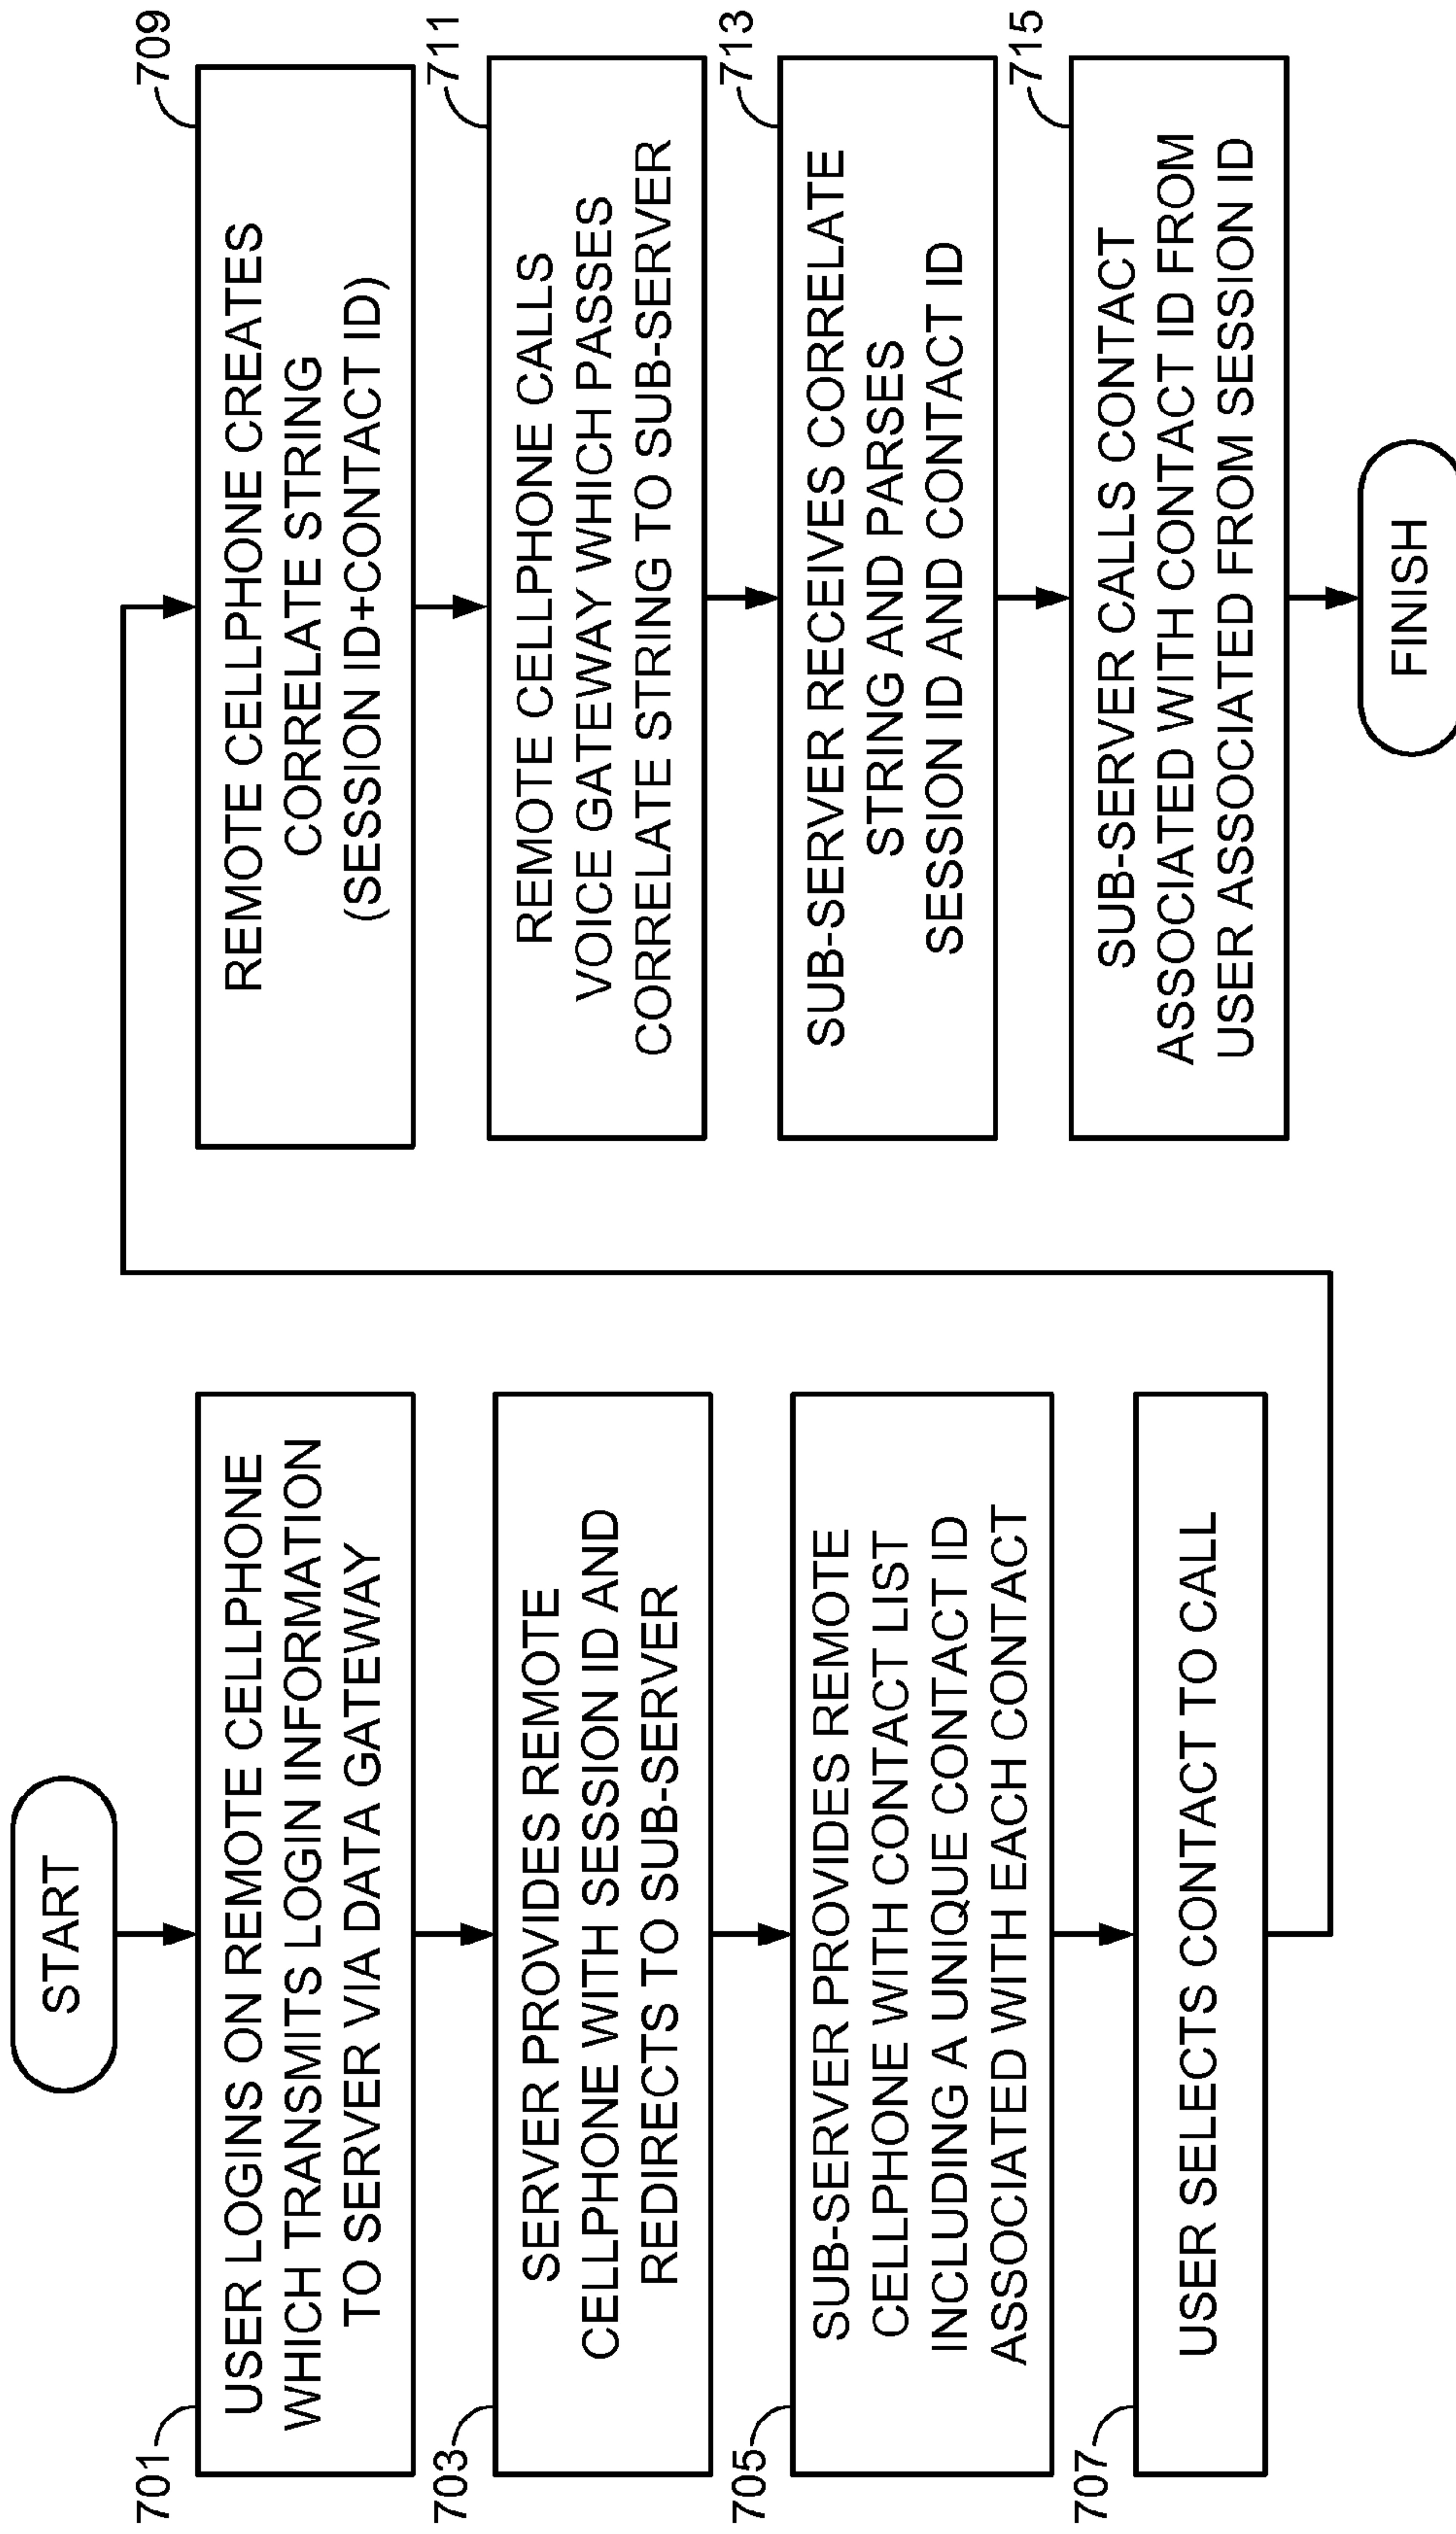 START
701
USER LOGINS ON REMOTE CELLPHONE
WHICH TRANSMITS LOGIN INFORMATION
TO SERVER VIA DATA GATEWAY
703
SERVER PROVIDES REMOTE
CELLPHONE WITH SESSION ID AND
REDIRECTS TO SUB-SERVER
705
SUB-SERVER PROVIDES REMOTE
CELLPHONE WITH CONTACT LIST
INCLUDING A UNIQUE CONTACT ID
ASSOCIATED WITH EACH CONTACT
707
USER SELECTS CONTACT TO CALL
709
REMOTE CELLPHONE CREATES
CORRELATE STRING
(SESSION ID+CONTACT ID)
711
REMOTE CELLPHONE CALLS
VOICE GATEWAY WHICH PASSES
CORRELATE STRING TO SUB-SERVER
713
SUB-SERVER RECEIVES CORRELATE
STRING AND PARSES
SESSION ID AND CONTACT ID
715
SUB-SERVER CALLS CONTACT
ASSOCIATED WITH CONTACT ID FROM
USER ASSOCIATED FROM SESSION ID
FINISH